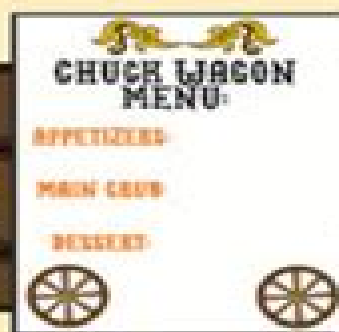 CHUCK WAGON
MENU:
APPETIZERS:
MAIN GRUB
DESSERT: